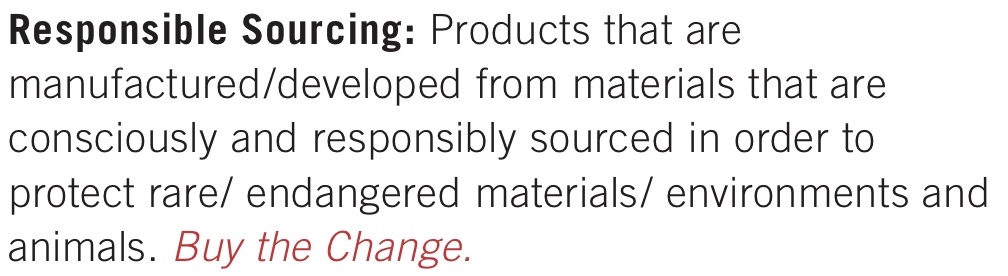 Responsible Sourcing: Products that are
manufactured/developed from materials that are
consciously and responsibly sourced in order to
protect rare/ endangered materials/ environments and
animals. Buy the Change.